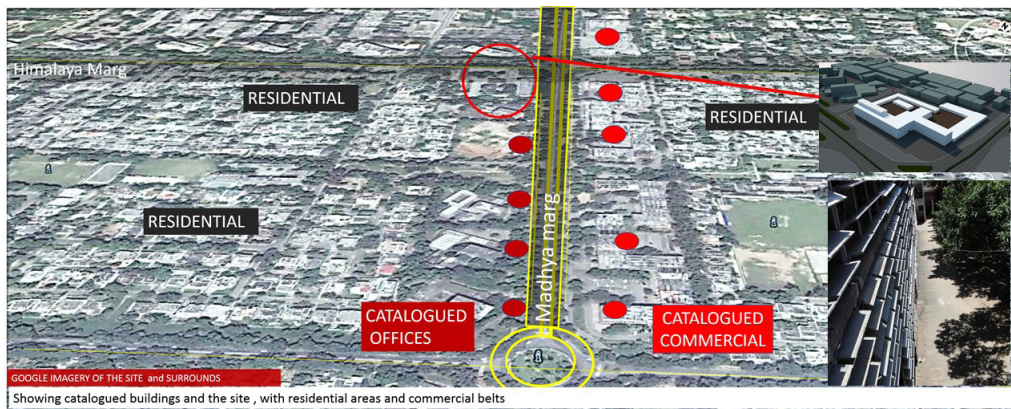 Himalaya Marg
RESIDENTIAL
RESIDENTIAL
RESIDENTIAL
Madhya marg
CATALOGUED
OFFICES
CATALOGUED
COMMERCIAL
GOOGLE IMAGERY OF THE SITE and SURROUNDS
Showing catalogued buildings and the site , with residential areas and commercial belts
N